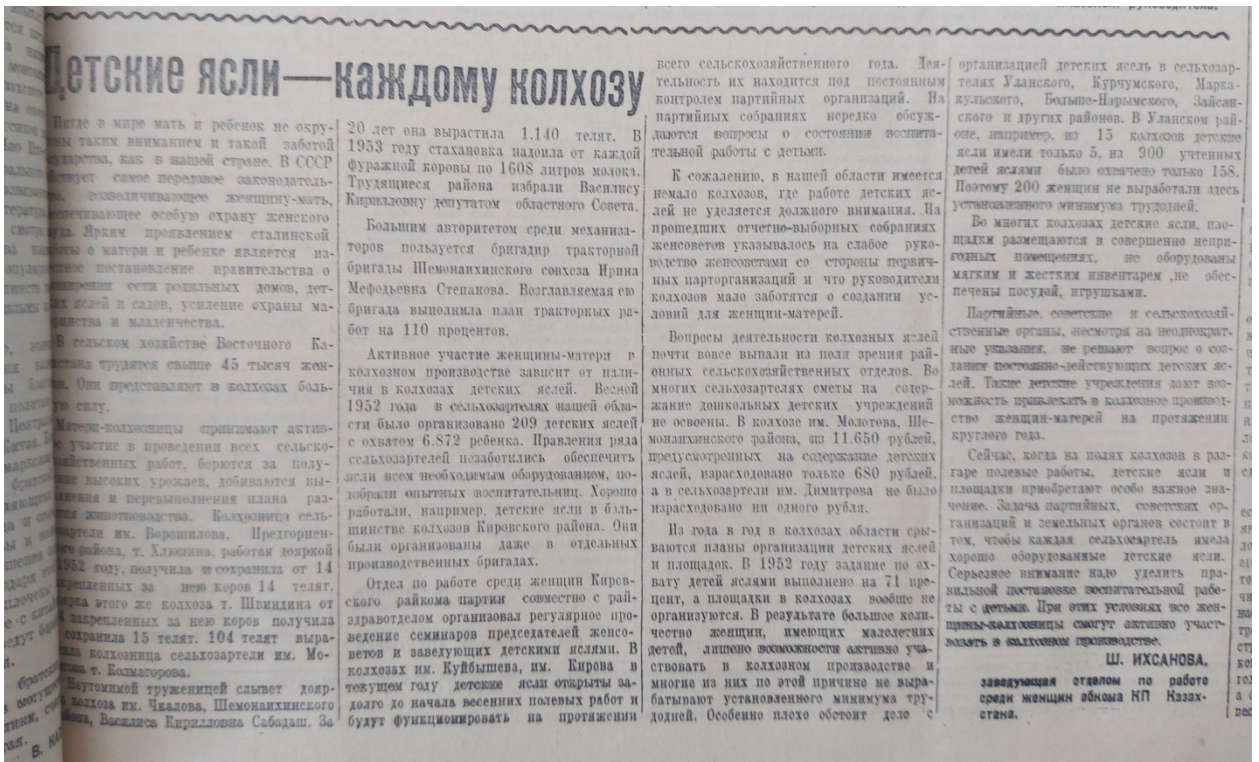 Детские ясли—каждому колхозу
Нигде в мире мать и ребенок не окру-
таким вниманием и такой заботой
как в нашей стране. В СССР
самое передовое законодатель-
возвеличивающее женщину-мать,
особую охрану женского
Ярким проявлением сталинской
о матери и ребенке является из-
постановление правительства о
сети родильных домов, дет-
яслей и садов, усиление охраны ма-
и младенчества.
В сельском хозяйстве Восточного Ка-
трудятся свыше 45 тысяч жен-
Они представляют в колхозах боль-
силу.
Матери-колхозницы принимают актив-
участие в проведении всех сельско-
работ, борются за полу-
высоких урожаев, добиваются вы-
и перевыполнения плана раз-
животноводства. Колхозница сель-
им. Ворошилова, Предгорнен-
района, т. Хлюпина, работая дояркой
1952 году, получила и сохранила от 14
за нею коров 14 телят.
этого же колхоза т. Швиндина от
закрепленных за нею коров получила
сохранила 15 телят. 104 телят выра-
колхозница сельхозартели им. Мо-
т. Колмагорова.
Неутомимой труженицей слывет дояр-
колхоза им. Чкалова, Шемонаихинского
Василиса Кирилловна Сабадаш. За
20 лет она вырастила 1.140 телят. В
1953 году стахановка надоила от каждой
фуражной коровы по 1608 литров молока.
Трудящиеся района избрали Василису
Кирилловну депутатом областного Совета.
Большим авторитетом среди механиза-
торов пользуется бригадир тракторной
бригады Шемонаихинского совхоза Ирина
Мефодьевна Степанова. Возглавляемая ею
бригада выполнила план тракторных ра-
бот на 110 процентов.
Активное участие женщины-матери в
колхозном производстве зависит от нали-
чия в колхозах детских яслей. Весной
1952 года в сельхозартелях нашей обла-
сти было организовано 209 детских яслей
с охватом 6.872 ребенка. Правления ряда
сельхозартелей позаботились обеспечить
ясли всем необходимым оборудованием, по-
добрали опытных воспитательниц. Хорошо
работали, например, детские ясли в боль-
шинстве колхозов Кировского района. Они
были организованы даже в отдельных
производственных бригадах.
Отдел по работе среди женщин Киров-
ского райкома партии совместно с рай-
здравотделом организовал регулярное про-
ведение семинаров председателей женсо-
ветов и заведующих детскими яслями. В
колхозах им. Куйбышева, им. Кирова в
текущем году детские ясли открыты за-
долго до начала весенних полевых работ и
будут функционировать на протяжении
всего сельскохозяйственного года. Дея-
тельность их находится под постоянным
контролем партийных организаций. На
партийных собраниях нередко обсуж-
даются вопросы о состоянии воспита-
тельной работы с детьми.
К сожалению, в нашей области имеется
немало колхозов, где работе детских яс-
лей не уделяется должного внимания. На
прошедших отчетно-выборных собраниях
женсоветов указывалось на слабое руко-
водство женсоветами со стороны первич-
ных парторганизаций и что руководители
колхозов мало заботятся о создании ус-
ловий для женщин-матерей.
Вопросы деятельности колхозных яслей
почти вовсе выпали из поля зрения рай-
онных сельскохозяйственных отделов. Во
многих сельхозартелях сметы на содер-
жание дошкольных детских учреждений
не освоены. В колхозе им. Молотова, Ше-
монаихинского района, из 11.650 рублей,
предусмотренных на содержание детских
яслей, израсходовано только 680 рублей,
а в сельхозартели им. Димитрова не было
израсходовано ни одного рубля.
Из года в год в колхозах области сры-
ваются планы организации детских яслей
и площадок. В 1952 году задание по ох-
вату детей яслями выполнено на 71 про-
цент, а площадки в колхозах вообще не
организуются. В результате большое коли-
чество женщин, имеющих малолетних
детей, лишено возможности активно уча-
ствовать в колхозном производстве и
многие из них по этой причине не выра-
батывают установленного минимума тру-
додней. Особенно плохо обстоит дело с
организацией детских ясель в сельхозар-
телях Уланского, Курчумского, Марка-
кульского, Больше-Нарымского, Зайсан-
ского и других районов. В Уланском рай-
оне, например, из 15 колхозов детские
ясли имели только 5, из 900 учтенных
детей яслями было охвачено только 158.
Поэтому 200 женщин не выработали здесь
установленного минимума трудодней.
Во многих колхозах детские ясли, пло-
щадки размещаются в совершенно непри-
годных помещениях, не оборудованы
мягким и жестким инвентарем ,не обес-
печены посудой, игрушками.
Партийные, советские и сельскохозяй-
ственные органы, несмотря на неоднократ-
ные указания, не решают вопрос о соз-
дании постоянно-действующих детских яс-
лей. Такие детские учреждения дают воз-
можность привлекать в колхозное производ-
ство женщин-матерей на протяжении
круглого года.
Сейчас, когда на полях колхозов в раз-
гаре полевые работы, детские ясли и
площадки приобретают особо важное зна-
чение. Задача партийных, советских ор-
ганизаций и земельных органов состоит в
том, чтобы каждая сельхозартель имела
хорошо оборудованные детские ясли.
Серьезное внимание надо уделить пра-
вильной постановке воспитательной рабо-
ты с детьми. При этих условиях все жен-
щины-колхозницы смогут активно участ-
вовать в колхозном производстве.
Ш. ИХСАНОВА,
заведующая отделом по работе
среди женщин обкома КП Казах-
стана.